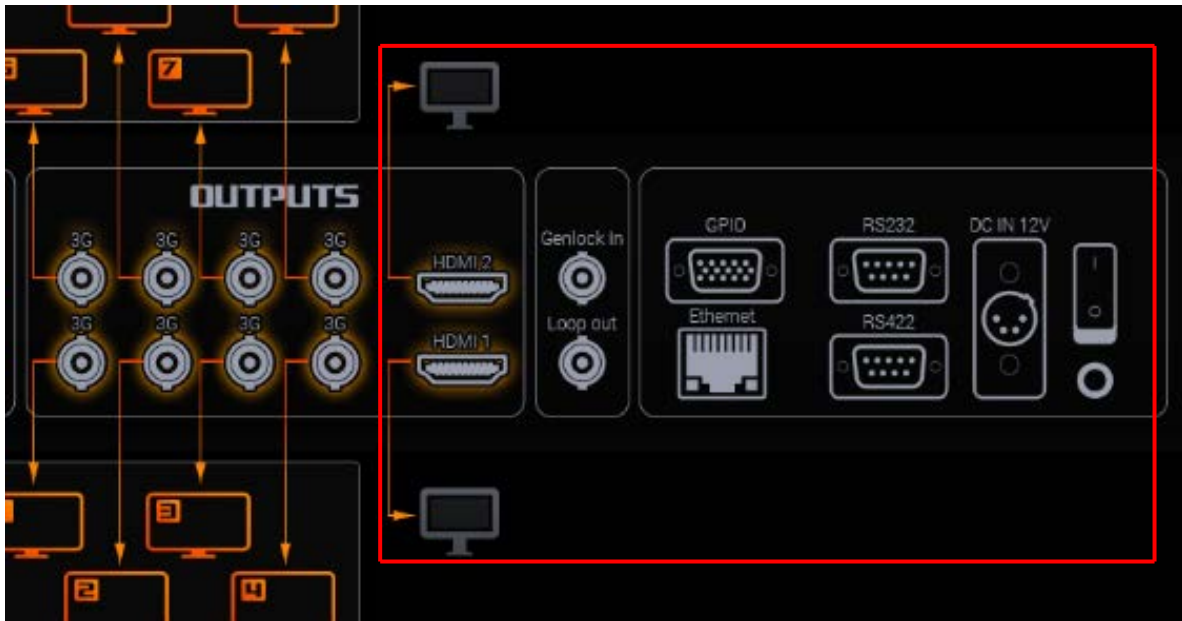 6
7
OUTPUTS
3G 3G 3G 3G
HDMI 2
3G 3G 3G 3G
HDMI 1
Genlock In
Loop out
GPIO
RS232
DC IN 12V
I
O
Ethernet
RS422
3
2
4